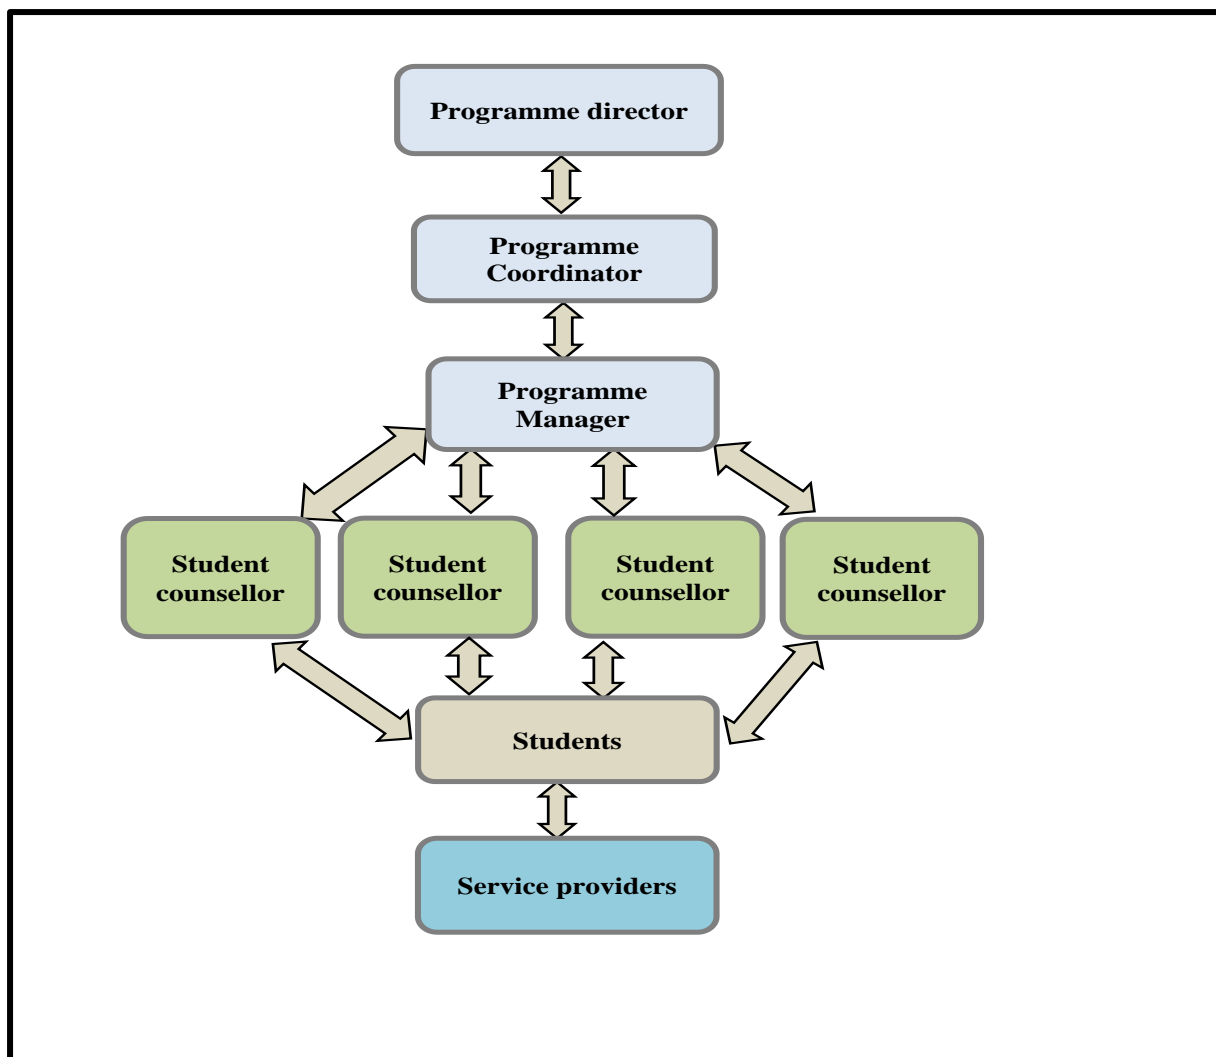 Programme director
Programme
Coordinator
Programme
Manager
Student
counsellor
Student
counsellor
Student
counsellor
Student
counsellor
Students
Service providers